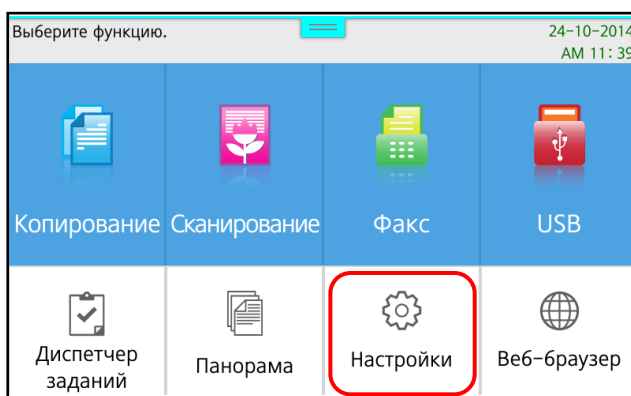 Выберите функцию.
24-10-2014
AM 11:39
Копирование
Сканирование
Факс
USB
Диспетчер
заданий
Панорама
Настройки
Веб-браузер